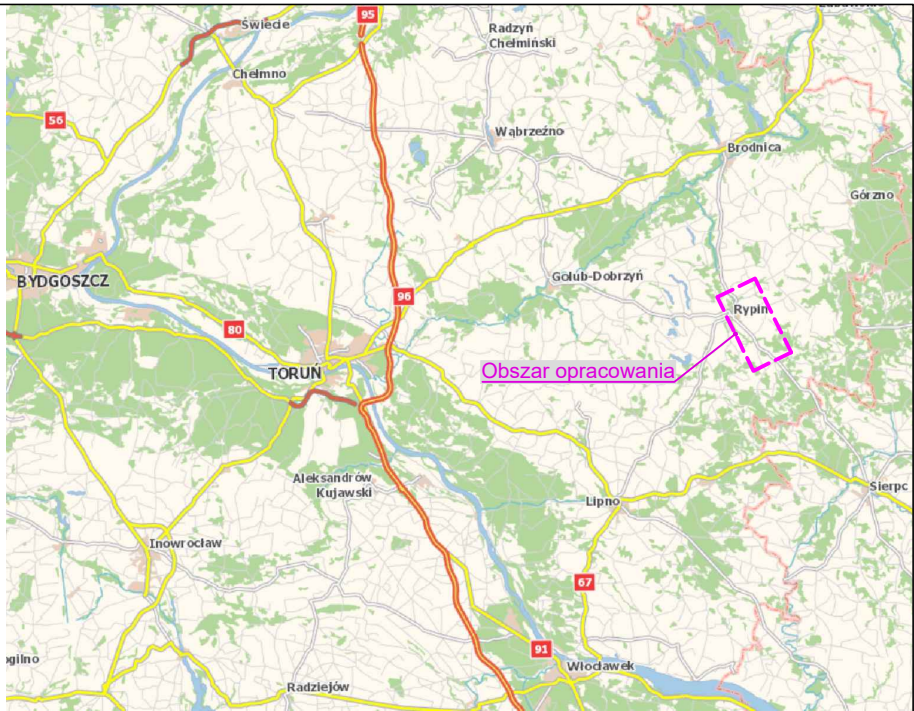 95
Świecie
Radzyń
Chełmiński
Chełmno
56
Wąbrzeźno
Brodnica
Górzno
Golub-Dobrzyń
BYDGOSZCZ
96
Rypin
80
TORUŃ
Obszar opracowania
Aleksandrów
Kujawski
Sierpc
Lipno
Inowrocław
67
91
Włocławek
ogilno
Radziejów